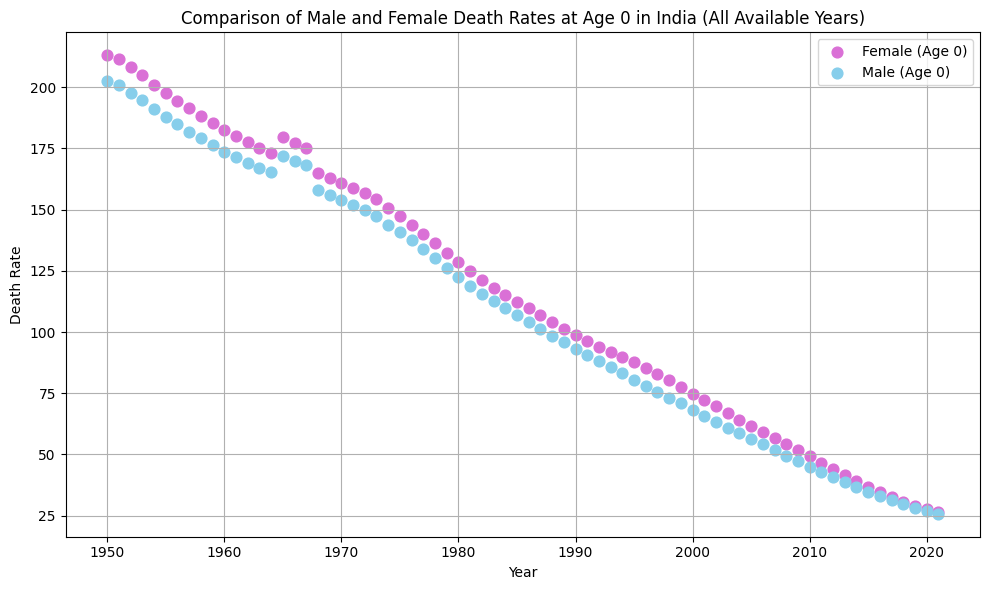 Comparison of Male and Female Death Rates at Age 0 in India (All Available Years)
Female (Age 0)
Male (Age 0)
Death Rate
200
175
150
125
100
75
50
25
1950 1960 1970 1980 1990 2000 2010 2020
Year